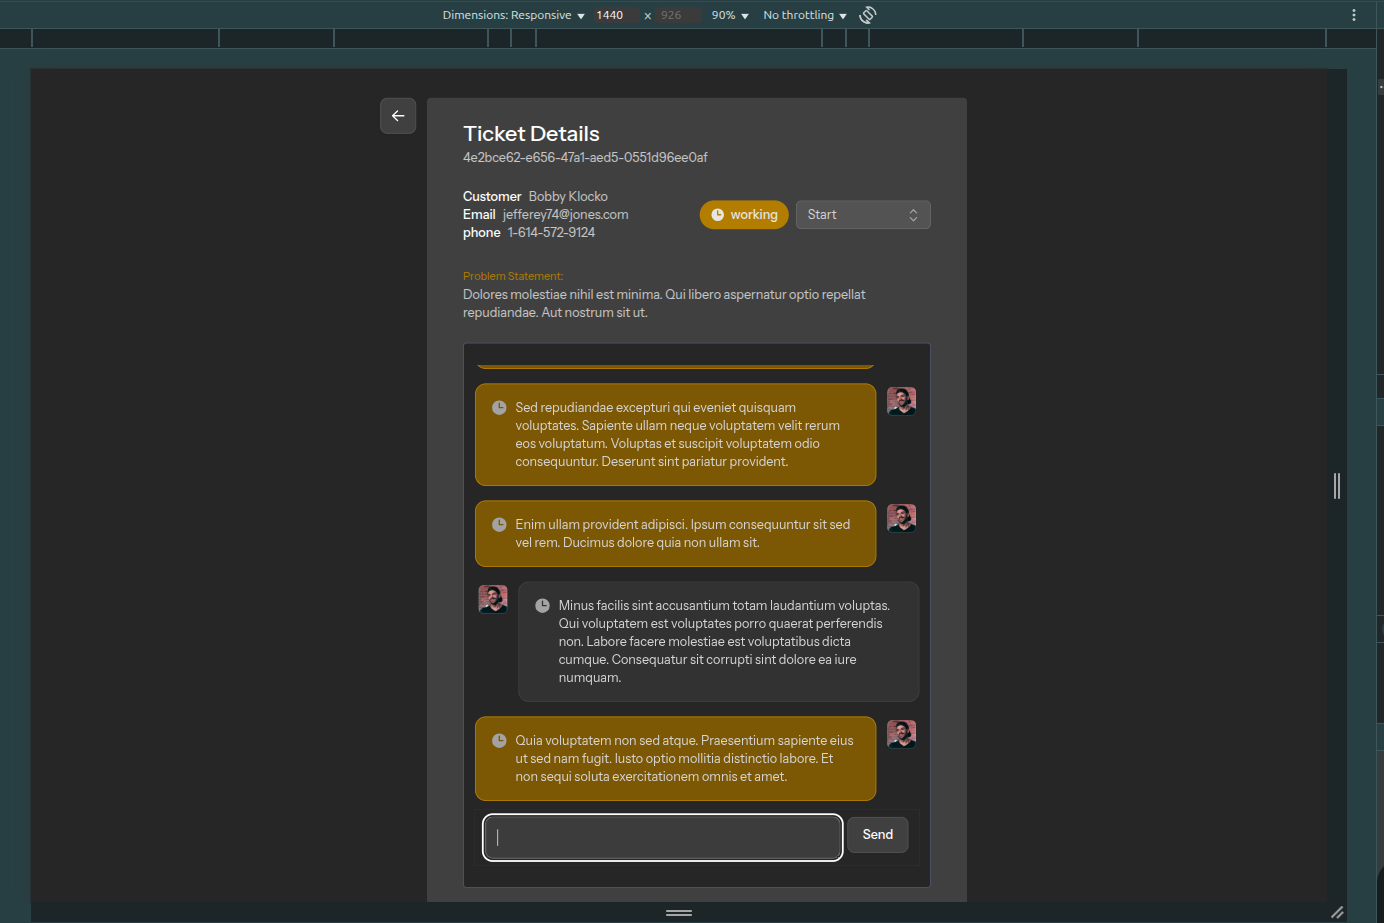 Dimensions: Responsive 1440 x 926 90% No throttling
Ticket Details
4e2bce62-e656-47a1-aed5-0551d96ee0af
Customer Bobby Klocko
Email jefferey74@jones.com
phone 1-614-572-9124
working
Start
Problem Statement:
Dolores molestiae nihil est minima. Qui libero aspernatur optio repellat
repudiandae. Aut nostrum sit ut.
Sed repudiandae excepturi qui eveniet quisquam
voluptates. Sapiente ullam neque voluptatem velit rerum
eos voluptatum. Voluptas et suscipit voluptatem odio
consequuntur. Deserunt sint pariatur provident.
Enim ullam provident adipisci. Ipsum consequuntur sit sed
vel rem. Ducimus dolore quia non ullam sit.
Minus facilis sint accusantium totam laudantium voluptas.
Qui voluptatem est voluptates porro quaerat perferendis
non. Labore facere molestiae est voluptatibus dicta
cumque. Consequatur sit corrupti sint dolore ea iure
numquam.
Quia voluptatem non sed atque. Praesentium sapiente eius
ut sed nam fugit. Iusto optio mollitia distinctio labore. Et
non sequi soluta exercitationem omnis et amet.
Send